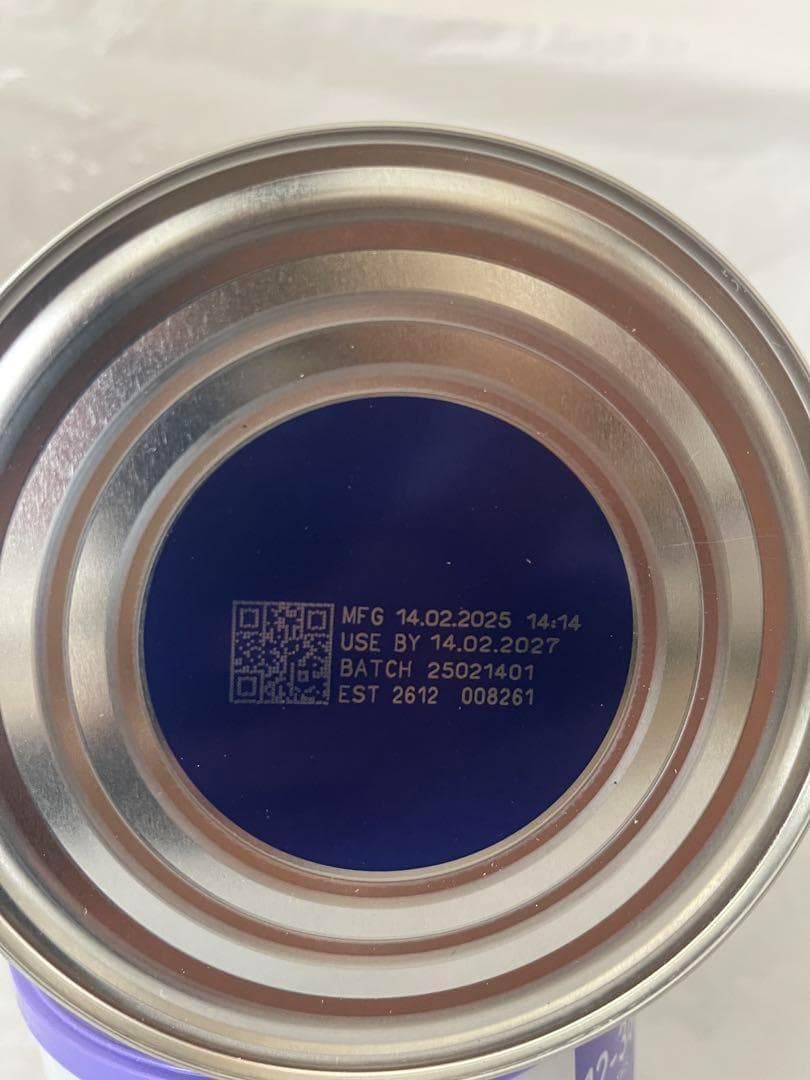 MFG 14.02.2025 14:14
USE BY 14.02.2027
BATCH 25021401
EST 2612 008261